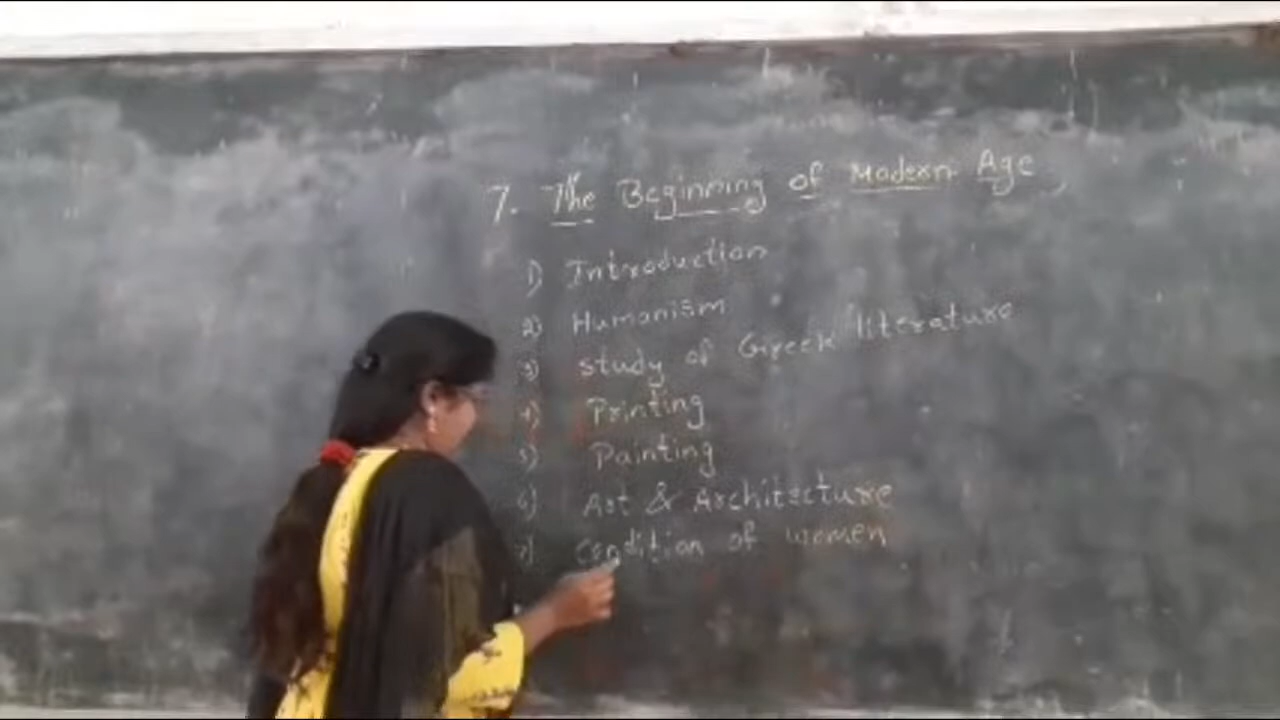 7. The Beginning of Modern Age
1) Introduction
2) Humanism
3) study of Greek literature
4) Printing
5) Painting
6) Art & Architecture
7) Condition of women